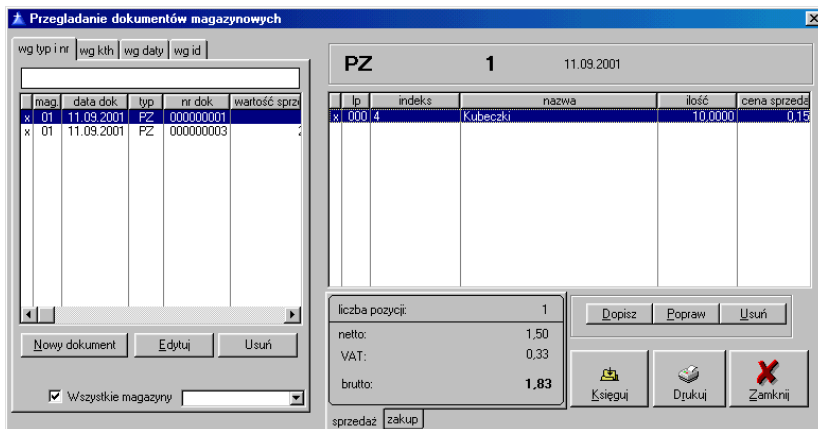 Przegladanie dokumentów magazynowych
wg typ i nr wg kth wg daty wg id
mag. data dok typ nr dok wartość sprz
x 01 11.09.2001 PZ 000000001
x 01 11.09.2001 PZ 000000003 2
Nowy dokument Edytuj Usuń
Wszystkie magazyny
PZ 1 11.09.2001
lp indeks nazwa ilość cena sprzeda
x 000 4 Kubeczki 10,0000 0,15
liczba pozycji: 1
netto: 1,50
VAT: 0,33
brutto: 1,83
sprzedaż zakup
Dopisz Popraw Usuń
Księguj Drukuj Zamknij